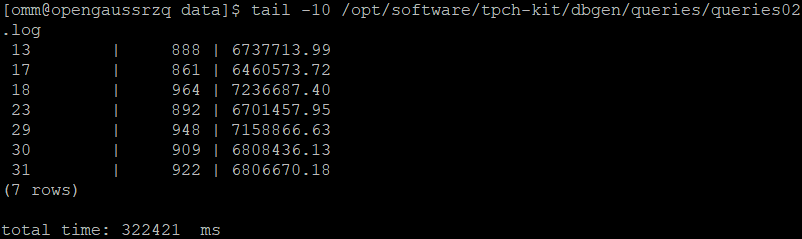 [omm@opengaussrzq data]$ tail -10 /opt/software/tpch-kit/dbgen/queries/queries02
.log
 13        |      888 | 6737713.99
 17        |      861 | 6460573.72
 18        |      964 | 7236687.40
 23        |      892 | 6701457.95
 29        |      948 | 7158866.63
 30        |      909 | 6808436.13
 31        |      922 | 6806670.18
(7 rows)

total time: 322421  ms